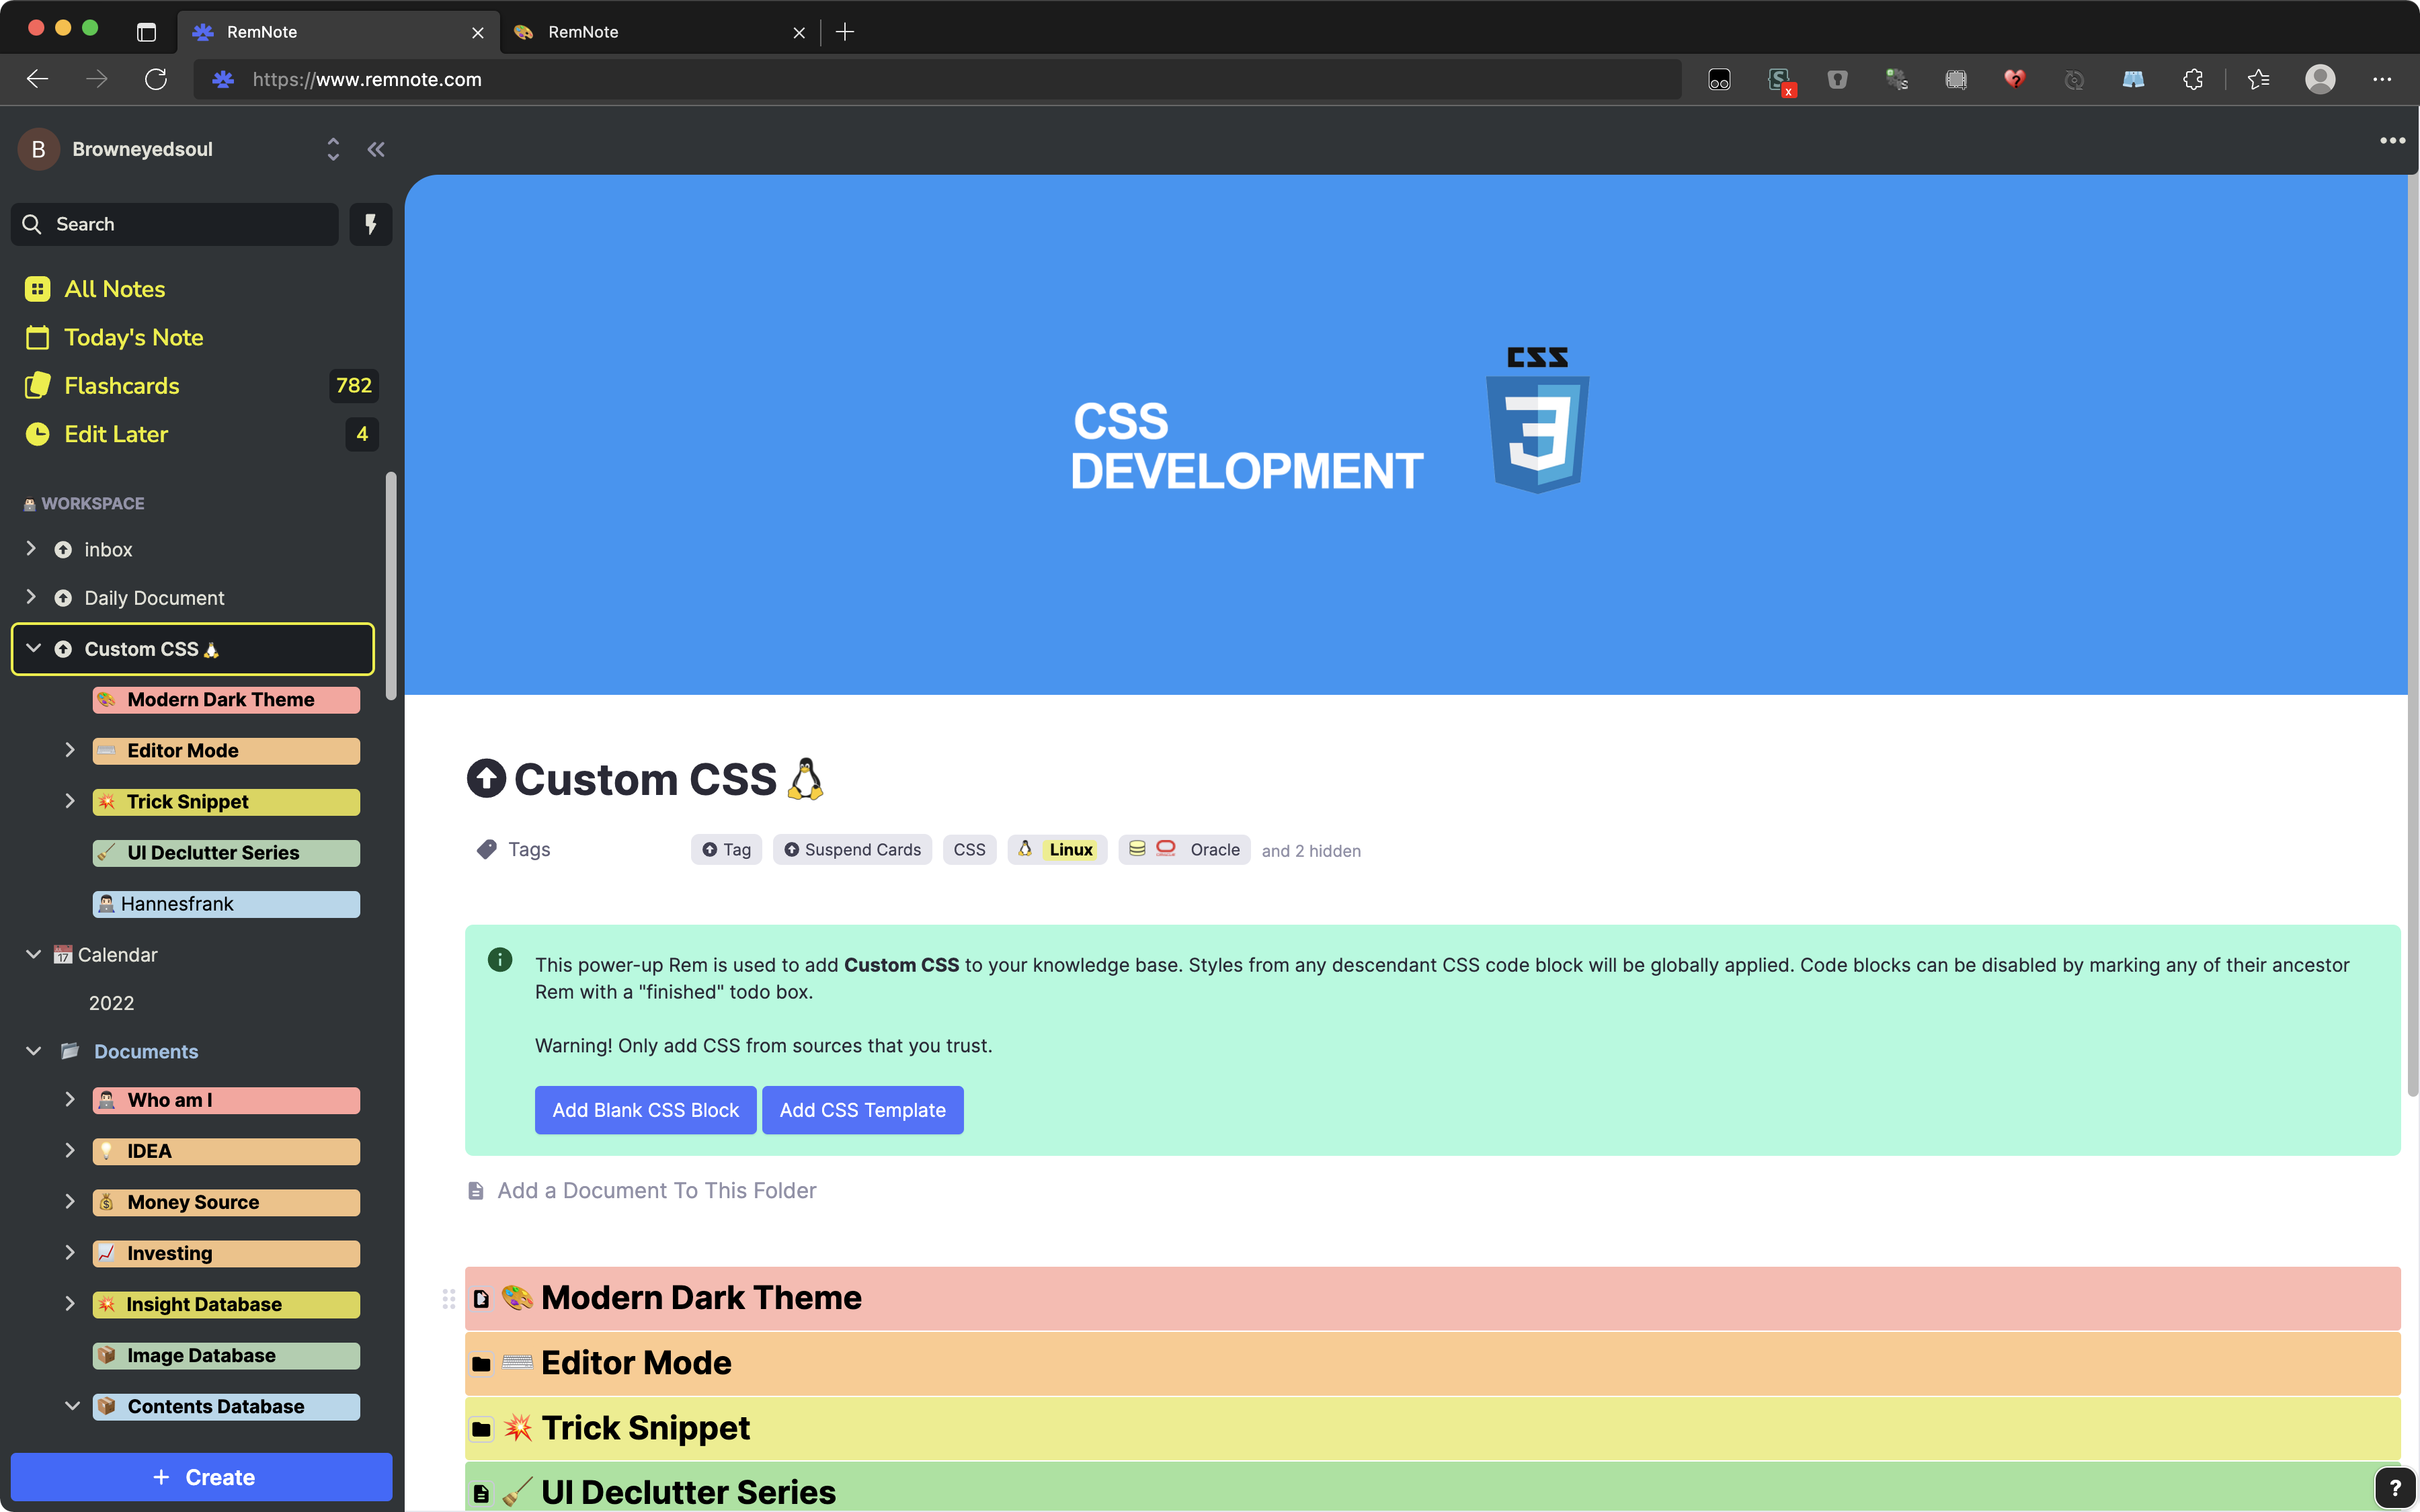 RemNote
RemNote
https://www.remnote.com
B
Browneyedsoul
Search
All Notes
Today's Note
Flashcards
782
Edit Later
4
WORKSPACE
inbox
Daily Document
Custom CSS
Modern Dark Theme
Editor Mode
Trick Snippet
UI Declutter Series
Hannesfrank
17 Calendar
2022
Documents
Who am I
IDEA
Money Source
Investing
Insight Database
Image Database
Contents Database
+ Create
CSS
CSS
DEVELOPMENT
3
Custom CSS
Tags
Tag
Suspend Cards
CSS
Linux
Oracle
and 2 hidden
This power-up Rem is used to add Custom CSS to your knowledge base. Styles from any descendant CSS code block will be globally applied. Code blocks can be disabled by marking any of their ancestor
Rem with a "finished" todo box.
Warning! Only add CSS from sources that you trust.
Add Blank CSS Block
Add CSS Template
Add a Document To This Folder
Modern Dark Theme
Editor Mode
Trick Snippet
UI Declutter Series
?